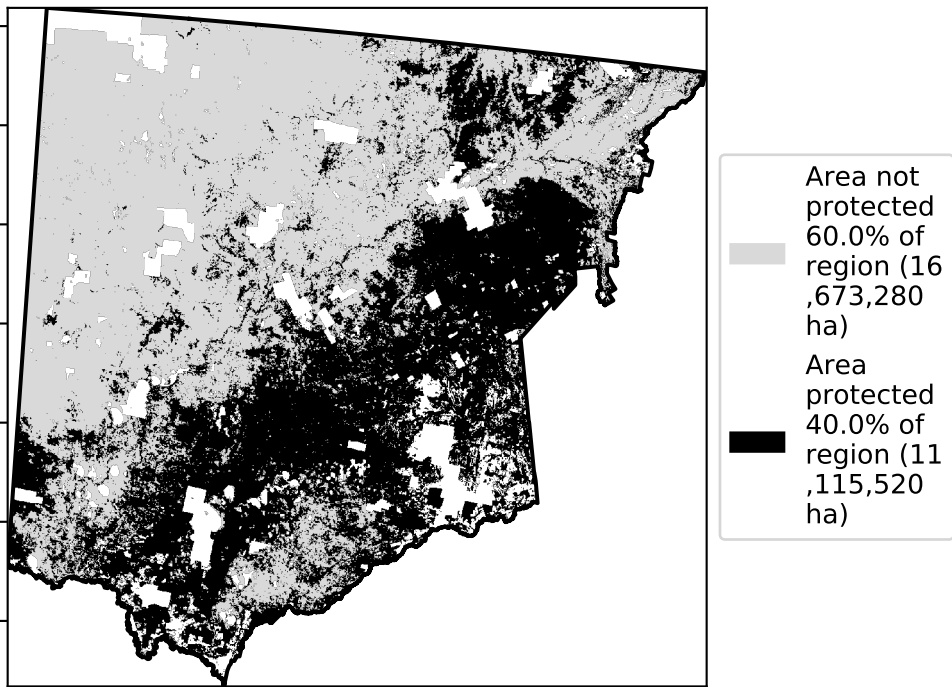 Area not
protected
60.0% of
region (16
,673,280
ha)
Area
protected
40.0% of
region (11
,115,520
ha)